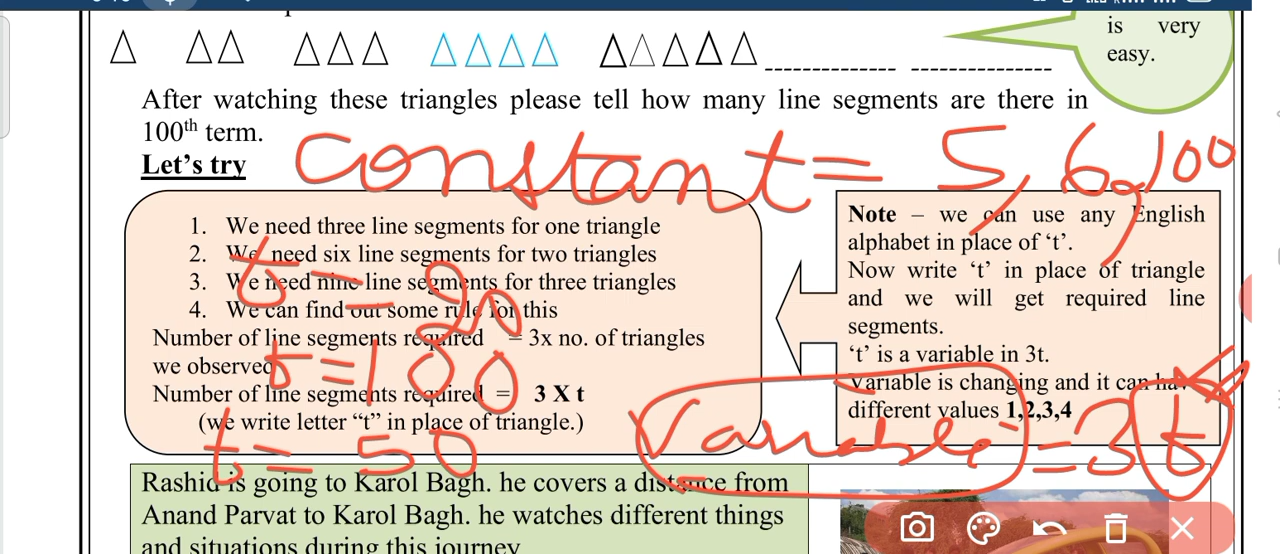 is very
easy.
After watching these triangles please tell how many line segments are there in
100th term.
Let's try
constant = 5, 6, 100
1. We need three line segments for one triangle
2. We need six line segments for two triangles
3. We need nine line segments for three triangles
4. We can find out some rule for this
Number of line segments required = 3x no. of triangles
we observed
Number of line segments required = 3 X t
(we write letter “t” in place of triangle.)
t = 20
t = 100
t = 50
Note – we can use any English
alphabet in place of ‘t’.
Now write ‘t’ in place of triangle
and we will get required line
segments.
‘t’ is a variable in 3t.
Variable is changing and it can have
different values 1,2,3,4
Variable = 3t
Rashid is going to Karol Bagh. he covers a distance from
Anand Parvat to Karol Bagh. he watches different things
and situations during this journey